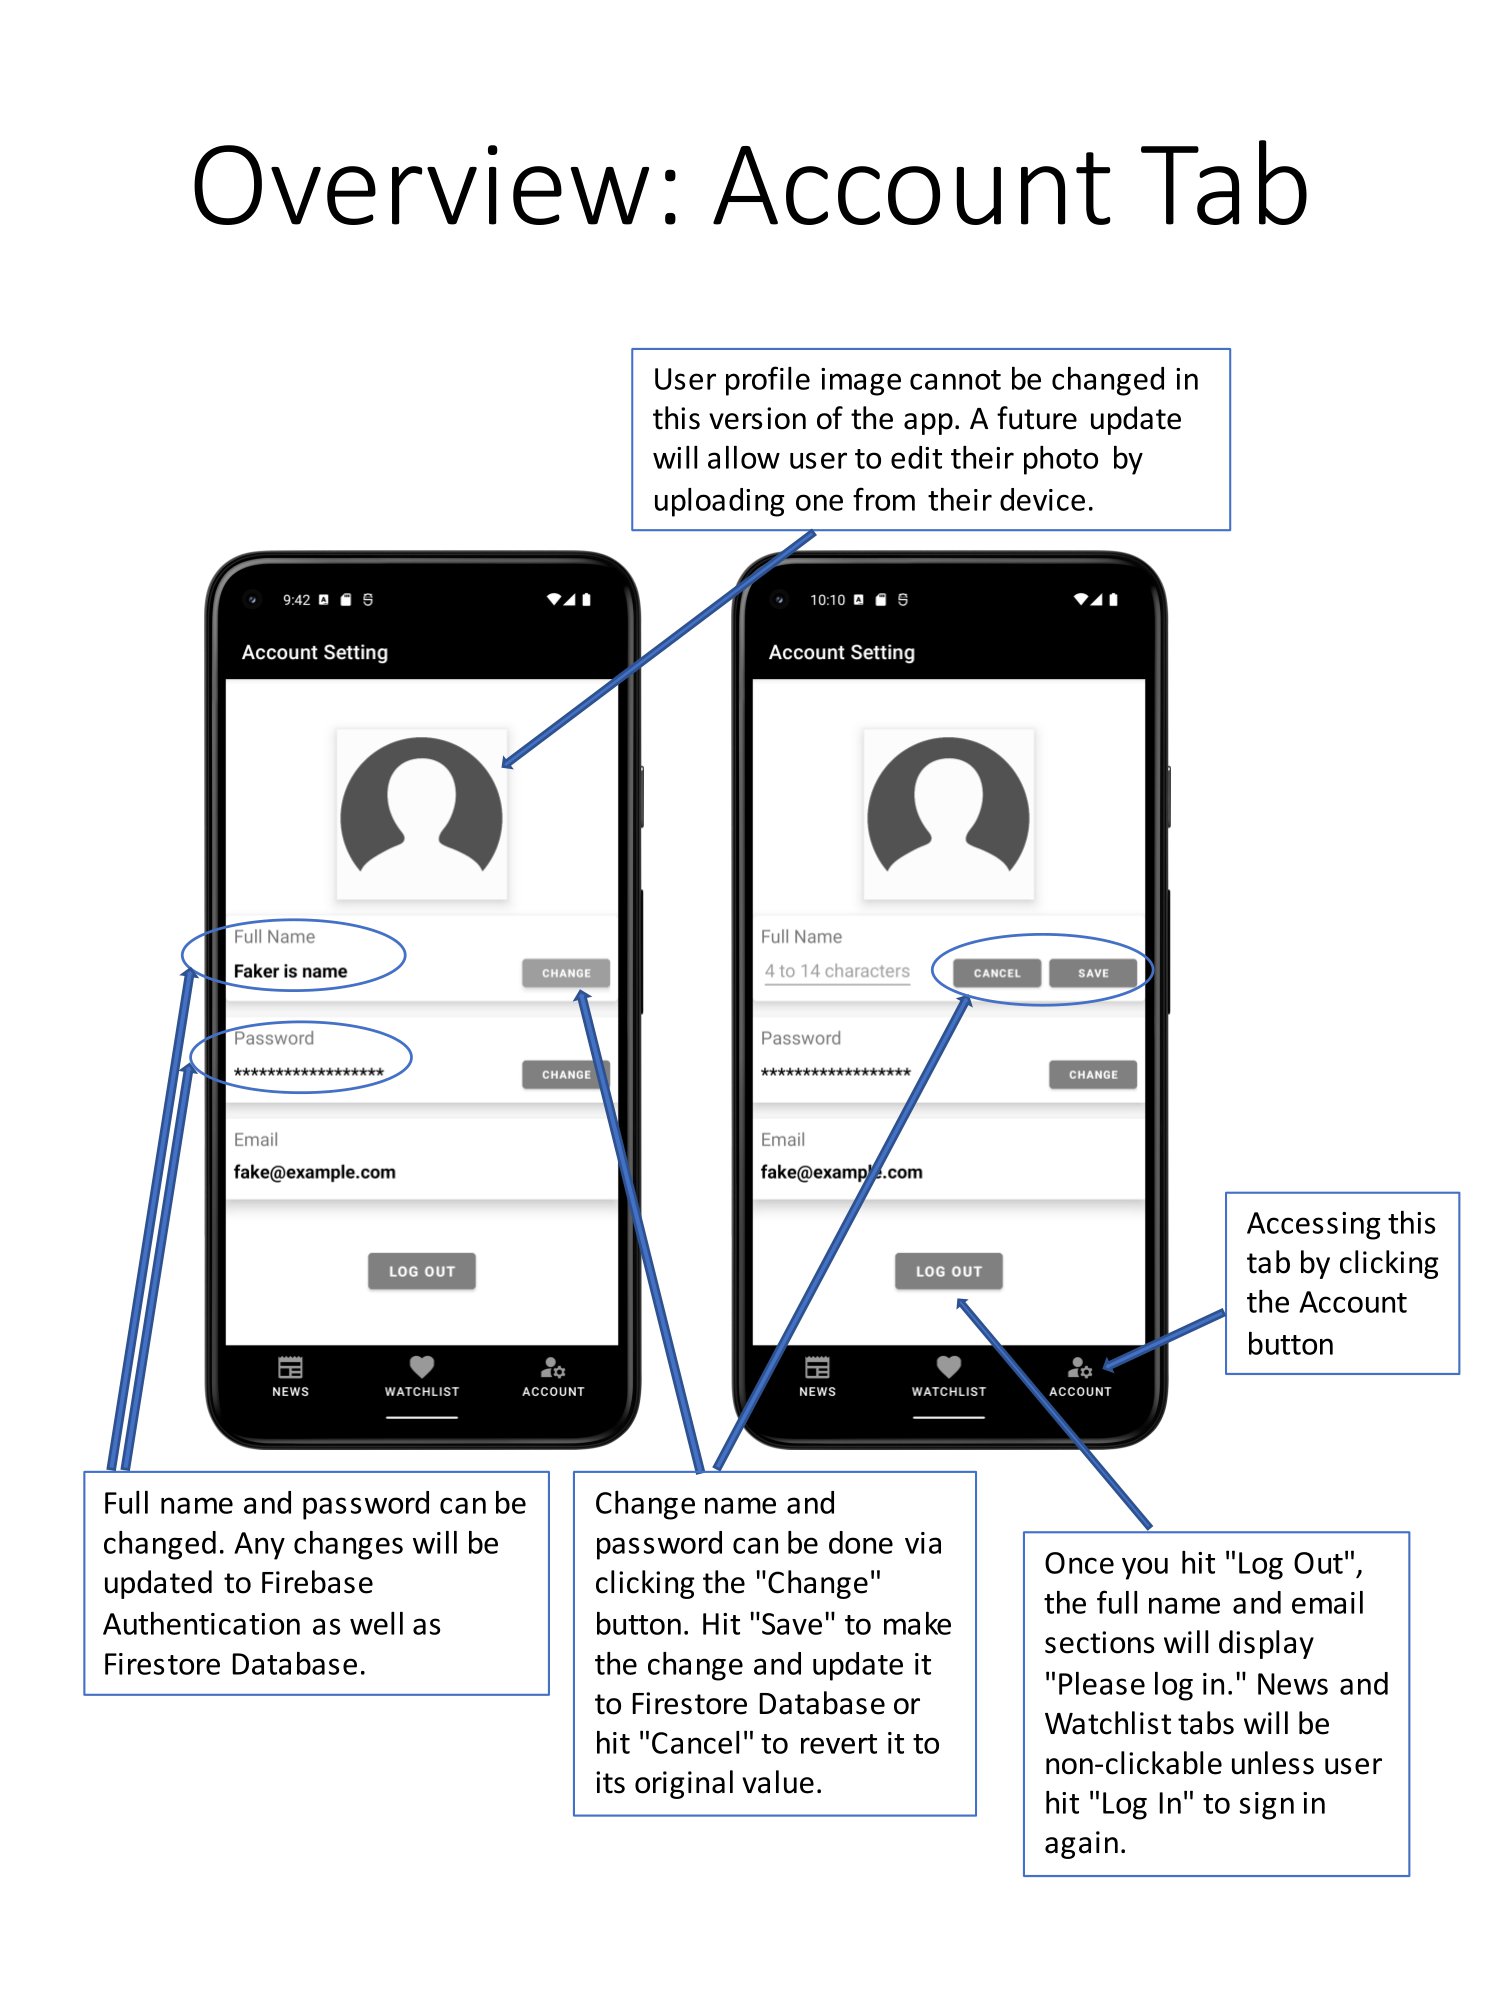 Overview: Account Tab
User profile image cannot be changed in
this version of the app. A future update
will allow user to edit their photo by
uploading one from their device.
9:42
Account Setting
Full Name
Faker is name
CHANGE
Password
******************
CHANGE
Email
fake@example.com
LOG OUT
NEWS
WATCHLIST
ACCOUNT
10:10
Account Setting
Full Name
4 to 14 characters
CANCEL
SAVE
Password
******************
CHANGE
Email
fake@example.com
LOG OUT
NEWS
WATCHLIST
ACCOUNT
Accessing this
tab by clicking
the Account
button
Full name and password can be
changed. Any changes will be
updated to Firebase
Authentication as well as
Firestore Database.
Change name and
password can be done via
clicking the "Change"
button. Hit "Save" to make
the change and update it
to Firestore Database or
hit "Cancel" to revert it to
its original value.
Once you hit "Log Out",
the full name and email
sections will display
"Please log in." News and
Watchlist tabs will be
non-clickable unless user
hit "Log In" to sign in
again.